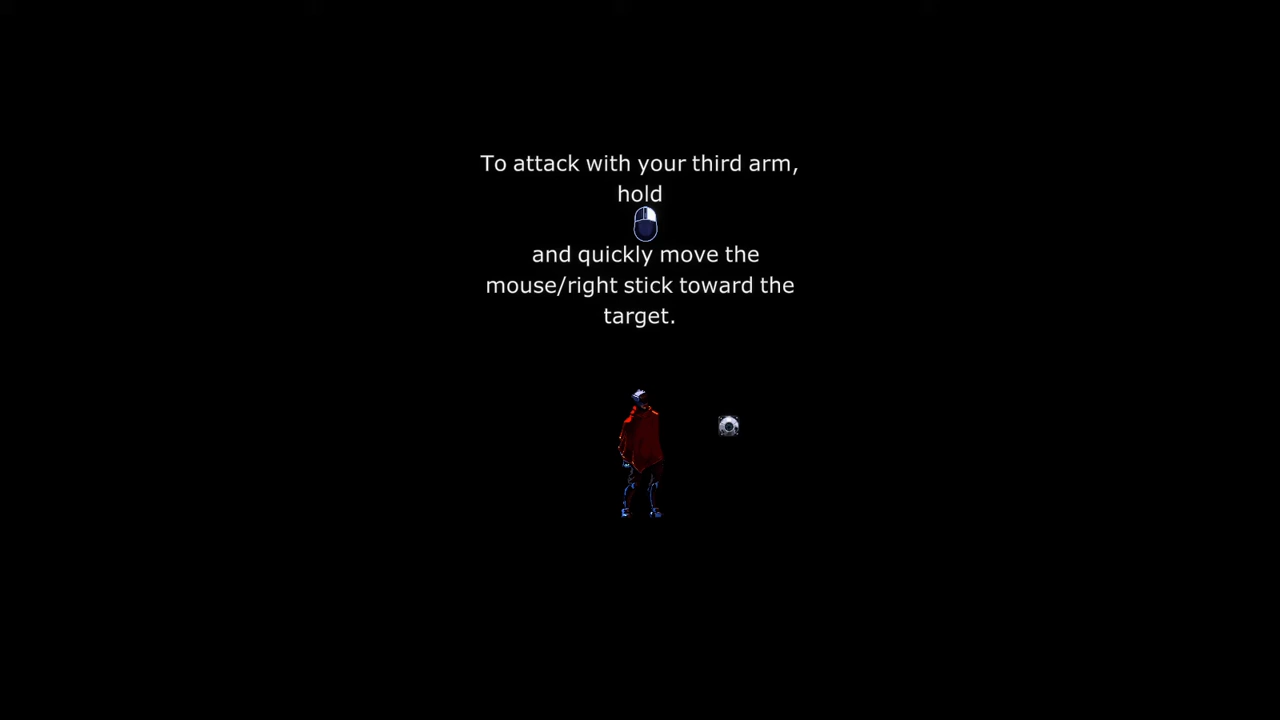 To attack with your third arm,
hold
and quickly move the
mouse/right stick toward the
target.